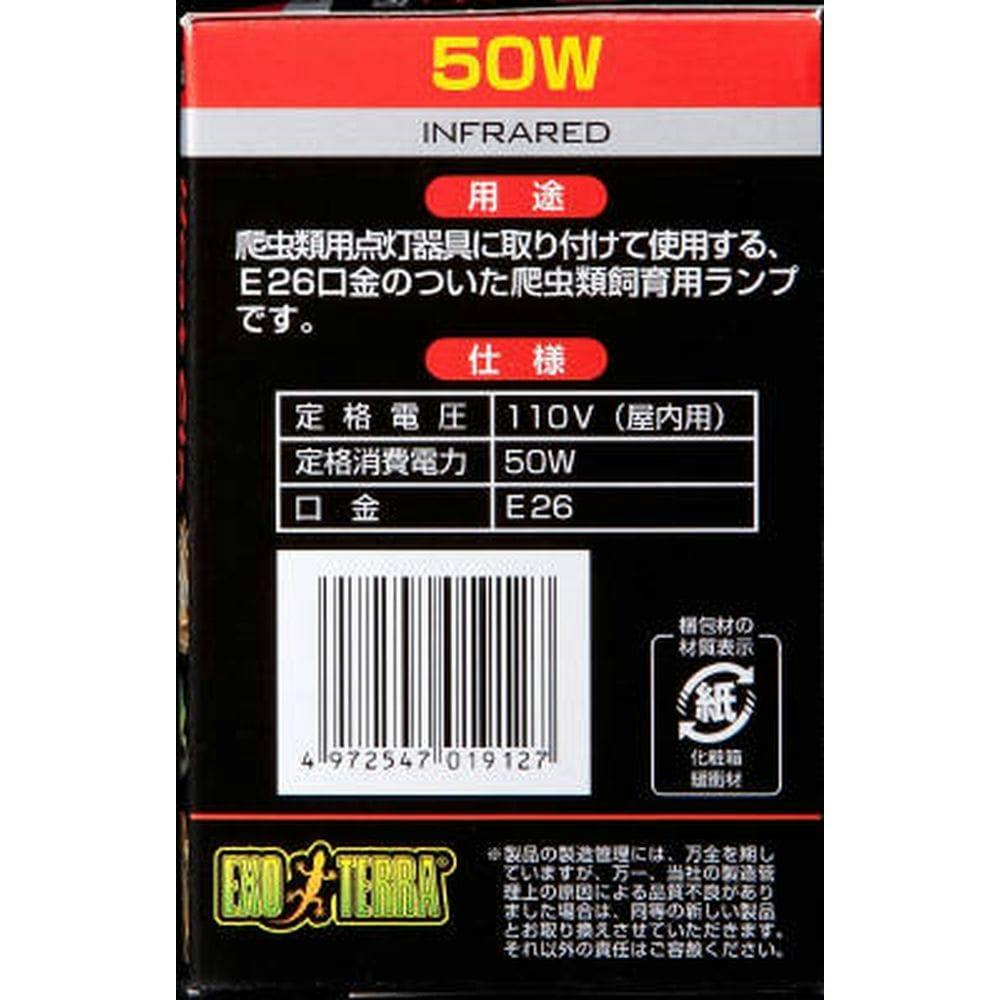 50W
INFRARED
用 途
爬虫類用点灯器具に取り付けて使用する、
E26口金のついた爬虫類飼育用ランプ
です。
仕 様
定 格 電 圧 110V（屋内用）
定格消費電力 50W
口 金 E26
4 972547 019127
梱包材の
材質表示
紙
化粧箱
緩衝材
EXO TERRA®
※製品の製造管理には、万全を期し
ていますが、万一、当社の製造管
理上の原因による品質不良があり
ました場合は、同等の新しい製品
とお取り換えさせていただきます。
それ以外の責任はご容赦ください。